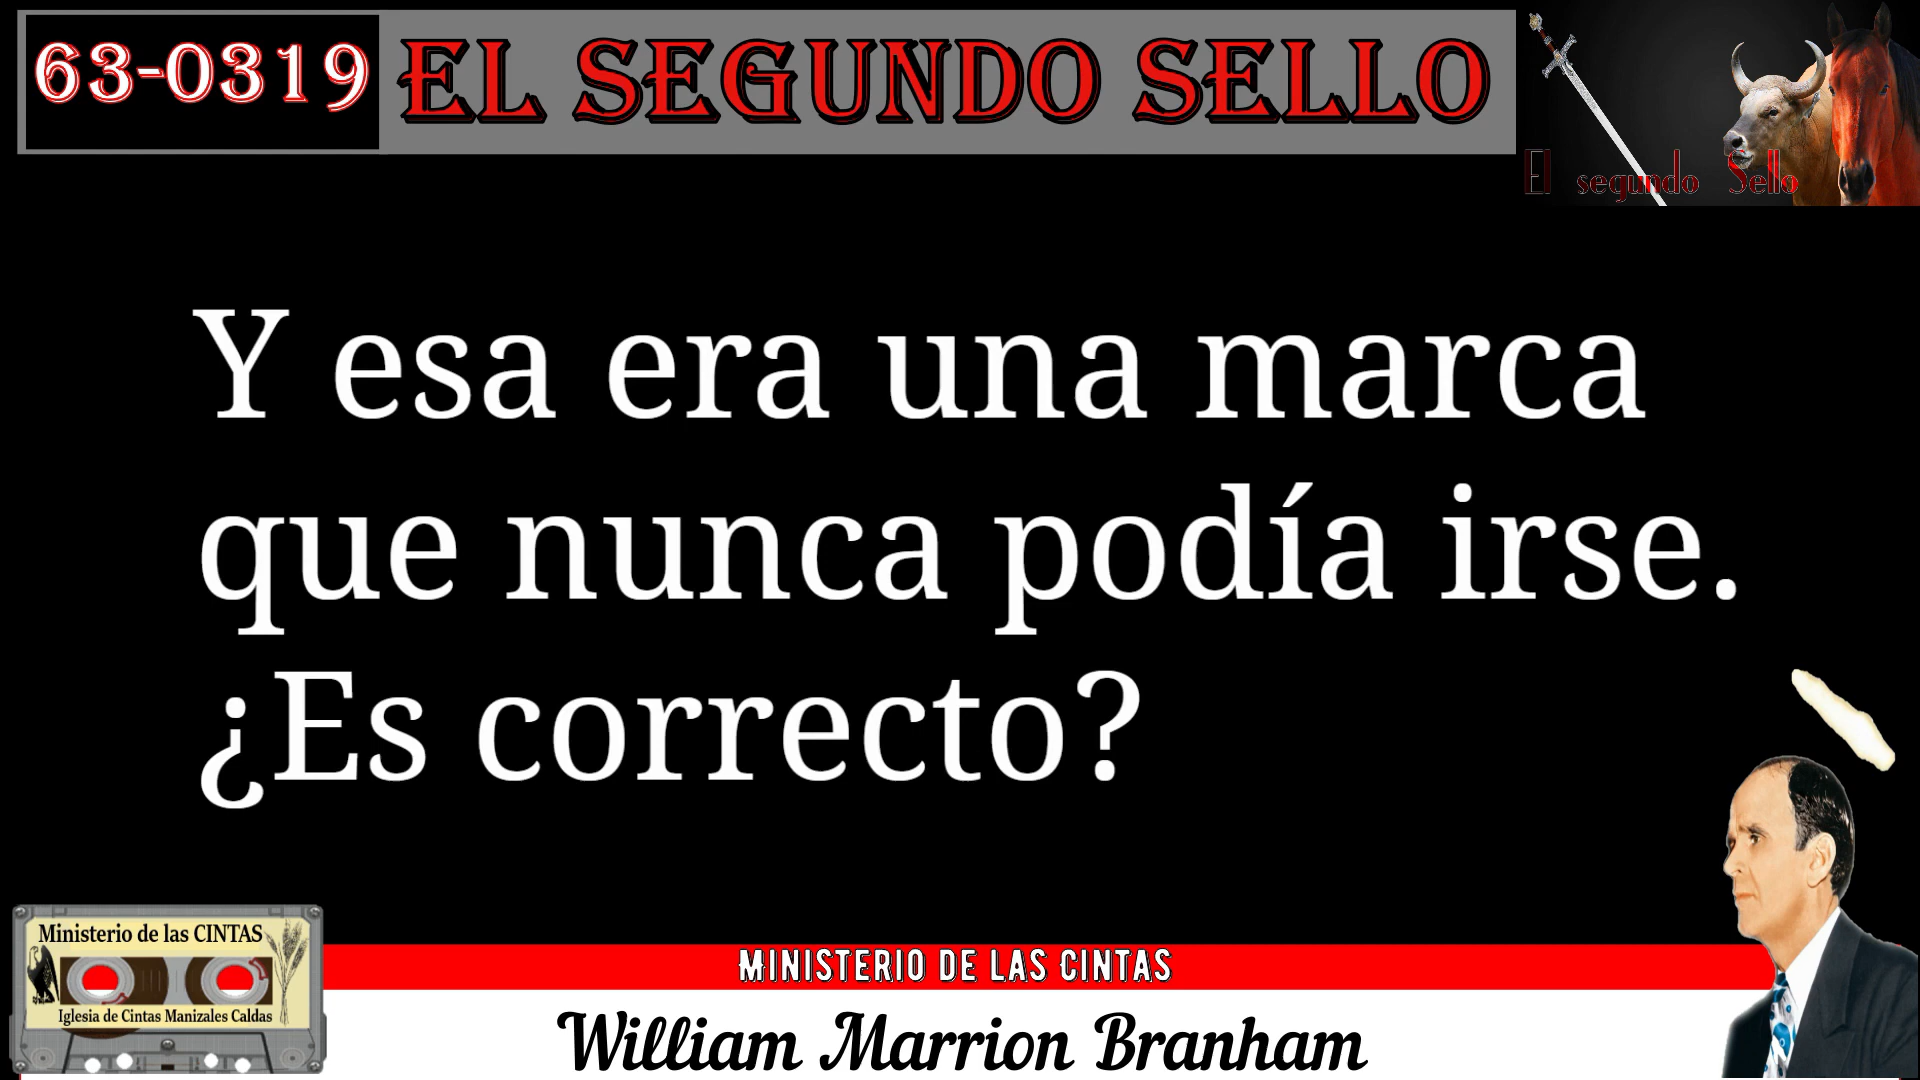 63-0319 EL SEGUNDO SELLO
El segundo Sello
Y esa era una marca
que nunca podía irse.
¿Es correcto?
Ministerio de las CINTAS
Iglesia de Cintas Manizales Caldas
MINISTERIO DE LAS CINTAS
William Marrion Branham